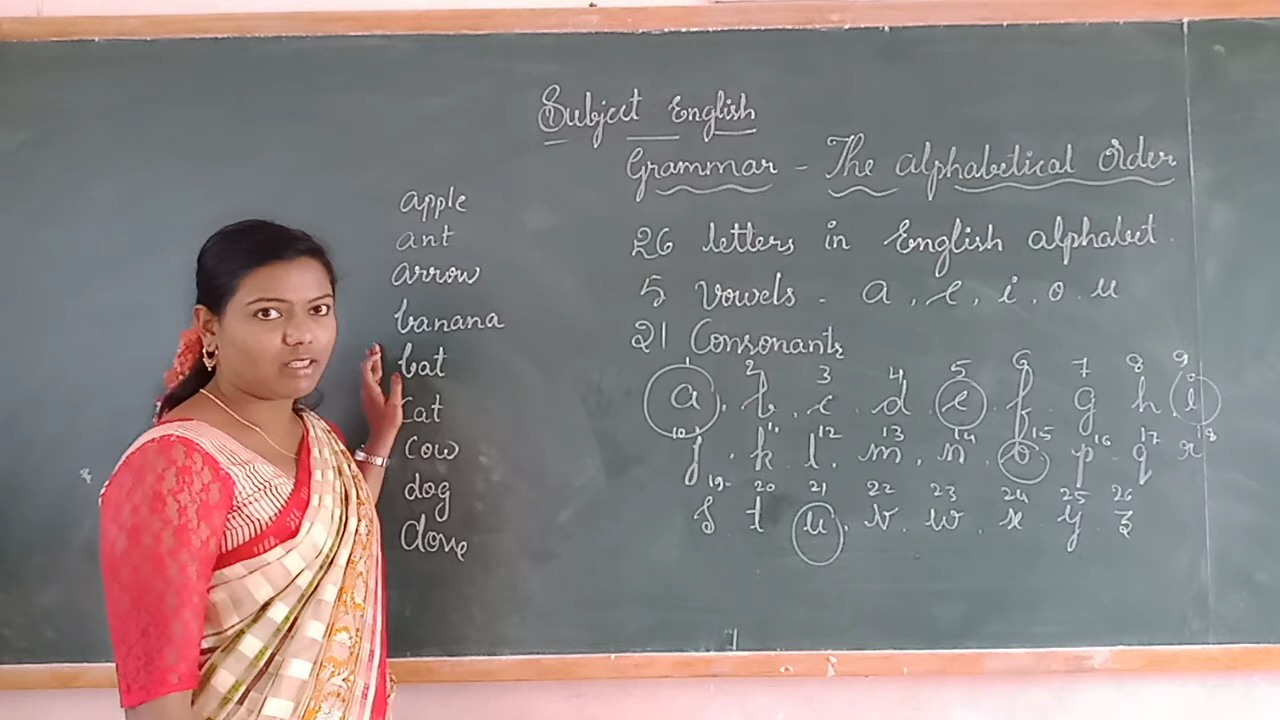 Subject English
Grammar - The alphabetical Order
26 letters in English alphabet.
5 Vowels - a, e, i, o, u
21 Consonants
1 2 3 4 5 6 7 8 9
a, b, c, d, e, f, g h, i
10 11 12 13 14 15 16 17 18
j, k l, m, n, o, p q r
19 20 21 22 23 24 25 26
s t u, v, w, x y z
apple
ant
arrow
banana
bat
Cat
Cow
dog
dove